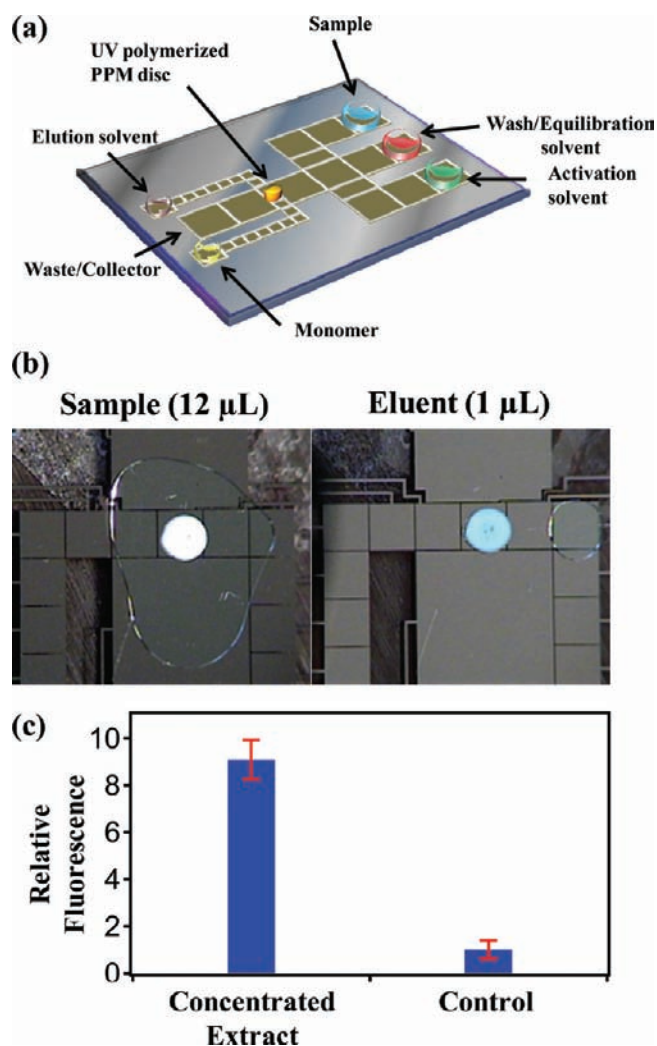 (a)
Sample
UV polymerized
PPM disc
Elution solvent
Wash/Equilibration
solvent
Activation
solvent
Waste/Collector
Monomer
(b)
Sample (12 µL)
Eluent (1 µL)
(c)
Relative
Fluorescence
10
8
6
4
2
0
Concentrated
Extract
Control